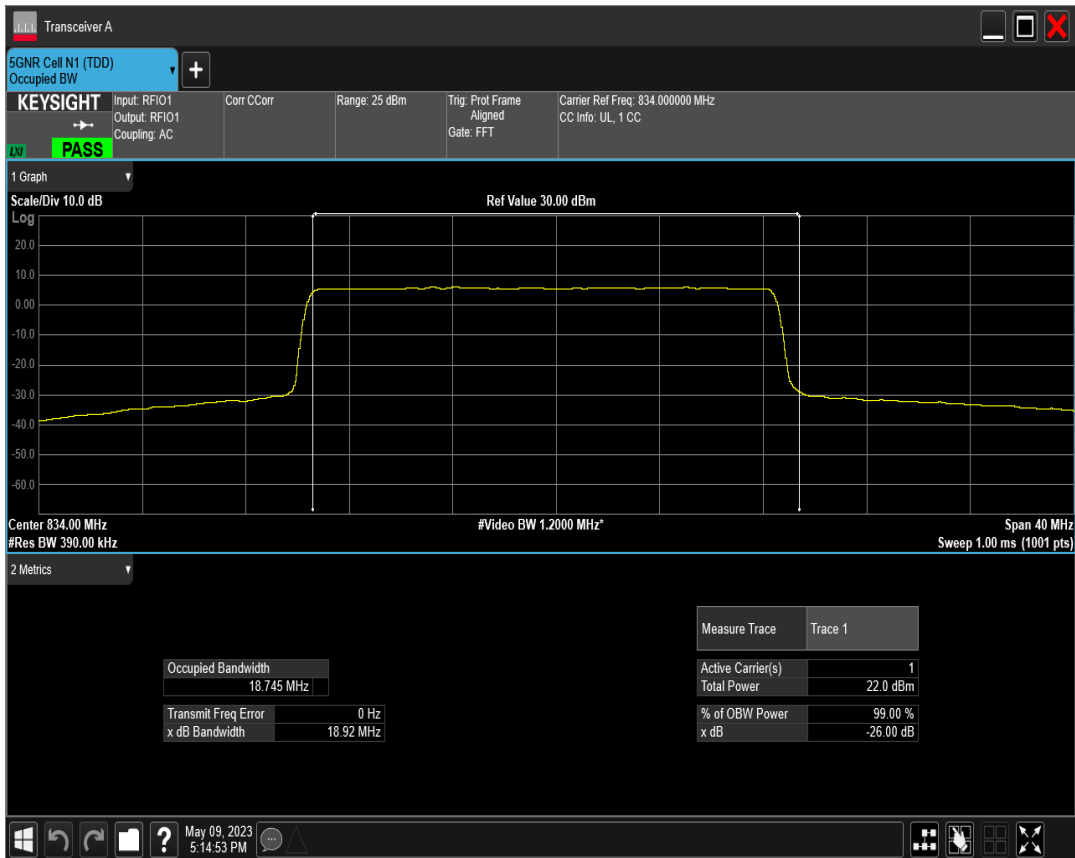 Transceiver A
5GNR Cell N1 (TDD)
Occupied BW
+
KEYSIGHT
LXI
PASS
Input: RFIO1
Output: RFIO1
Coupling: AC
Corr CCorr
Range: 25 dBm
Trig: Prot Frame
Aligned
Gate: FFT
Carrier Ref Freq: 834.000000 MHz
CC Info: UL, 1 CC
1 Graph
Scale/Div 10.0 dB
Ref Value 30.00 dBm
Log
20.0
10.0
0.00
-10.0
-20.0
-30.0
-40.0
-50.0
-60.0
Center 834.00 MHz
#Video BW 1.2000 MHz*
Span 40 MHz
#Res BW 390.00 kHz
Sweep 1.00 ms (1001 pts)
2 Metrics
Measure Trace Trace 1
Occupied Bandwidth
18.745 MHz
Active Carrier(s) 1
Total Power 22.0 dBm
Transmit Freq Error 0 Hz
x dB Bandwidth 18.92 MHz
% of OBW Power 99.00 %
x dB -26.00 dB
?
May 09, 2023
5:14:53 PM